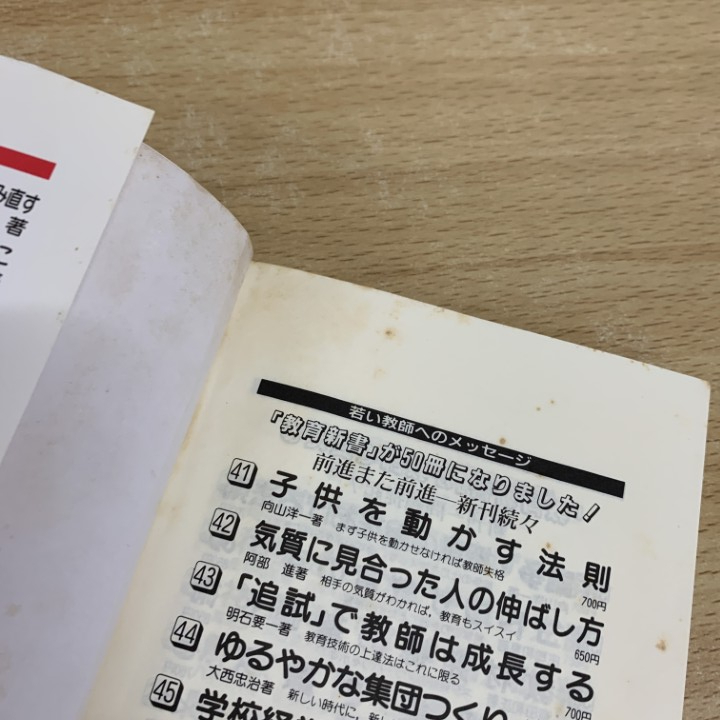 み直す
著
こ
若い教師へのメッセージ
「教育新書」が50冊になりました！
前進また前進―新刊続々
41 子供を動かす法則
向山洋一著 まず子供を動かせなければ教師失格 700円
42 気質に見合った人の伸ばし方
阿部 進著 相手の気質がわかれば、教育もスイスイ 650円
43 「追試」で教師は成長する
明石要一著 教育技術の上達法はこれに限る 700円
44 ゆるやかな集団つくり
大西忠治著 新しい時代に，新し
45 学校経